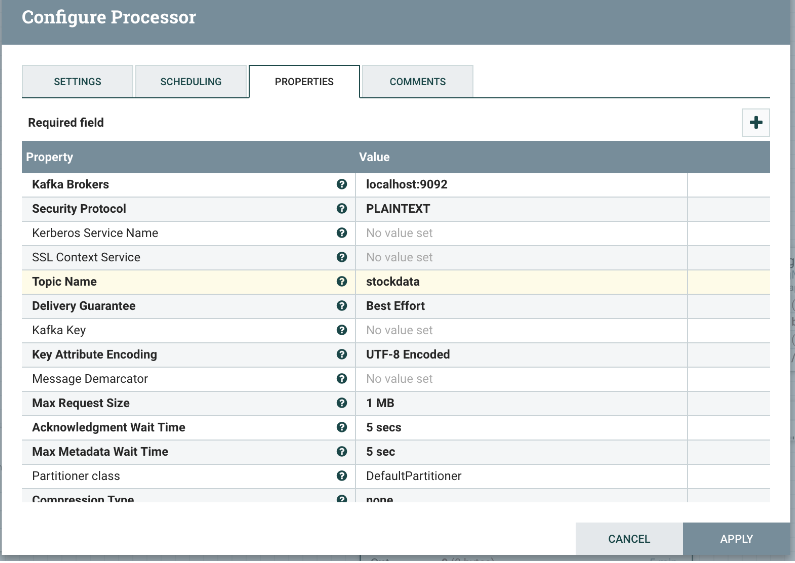 Configure Processor
SETTINGS SCHEDULING PROPERTIES COMMENTS
Required field
Property Value
Kafka Brokers localhost:9092
Security Protocol PLAINTEXT
Kerberos Service Name No value set
SSL Context Service No value set
Topic Name stockdata
Delivery Guarantee Best Effort
Kafka Key No value set
Key Attribute Encoding UTF-8 Encoded
Message Demarcator No value set
Max Request Size 1 MB
Acknowledgment Wait Time 5 secs
Max Metadata Wait Time 5 sec
Partitioner class DefaultPartitioner
Compression Type none
CANCEL APPLY